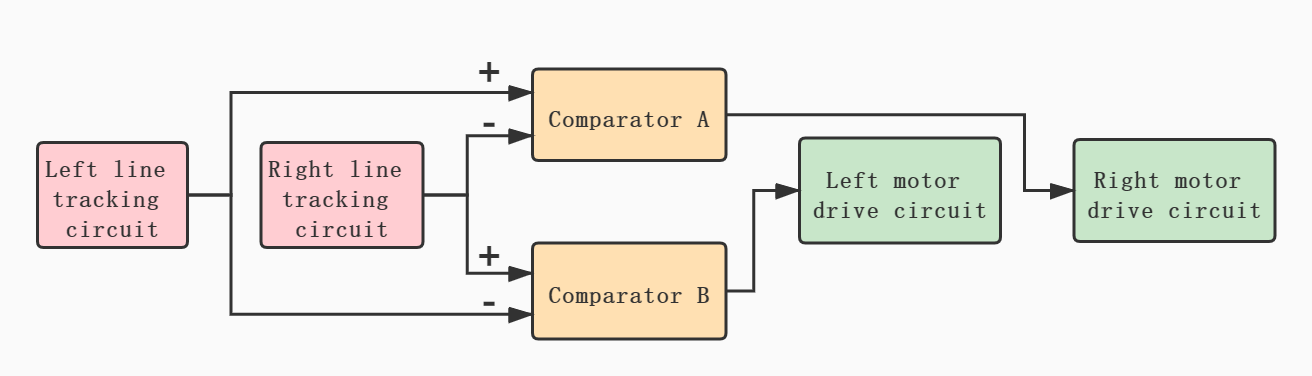 +
Comparator A
-
Left line
tracking
circuit
Right line
tracking
circuit
Left motor
drive circuit
Right motor
drive circuit
+
Comparator B
-